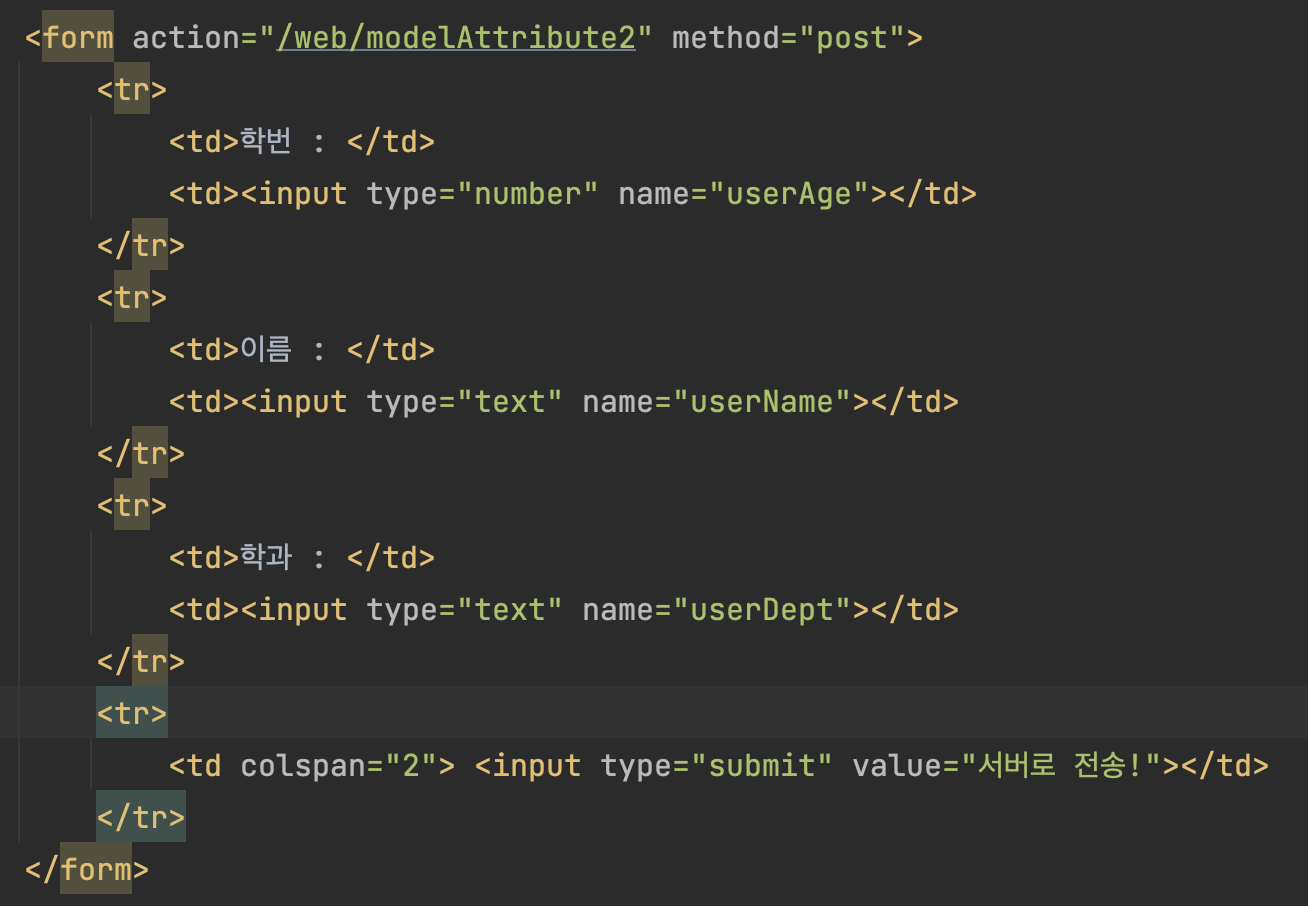 <form action="/web/modelAttribute2" method="post">
<tr>
<td>학번 : </td>
<td><input type="number" name="userAge"></td>
</tr>
<tr>
<td>이름 : </td>
<td><input type="text" name="userName"></td>
</tr>
<tr>
<td>학과 : </td>
<td><input type="text" name="userDept"></td>
</tr>
<tr>
<td colspan="2"> <input type="submit" value="서버로 전송!"></td>
</tr>
</form>